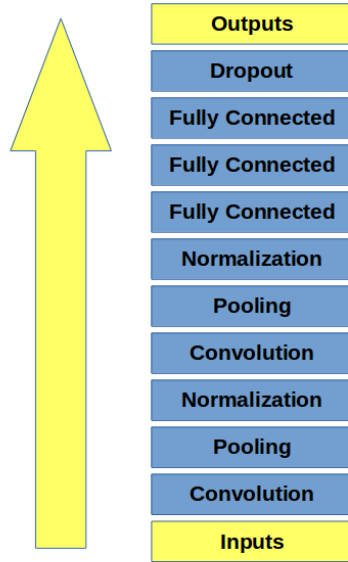 Outputs
Dropout
Fully Connected
Fully Connected
Fully Connected
Normalization
Pooling
Convolution
Normalization
Pooling
Convolution
Inputs